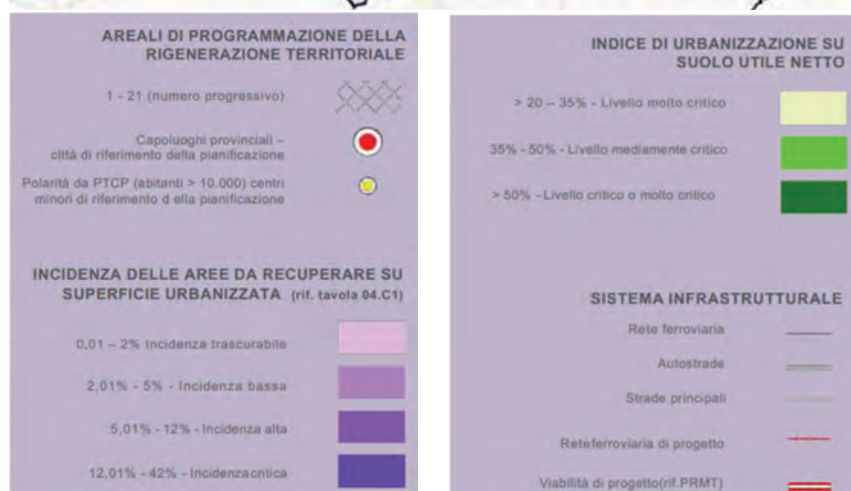 AREALI DI PROGRAMMAZIONE DELLA
RIGENERAZIONE TERRITORIALE
1 - 21 (numero progressivo)
Capoluoghi provinciali –
città di riferimento della pianificazione
Polarità da PTCP (abitanti > 10.000) centri
minori di riferimento d ella pianificazione
INCIDENZA DELLE AREE DA RECUPERARE SU
SUPERFICIE URBANIZZATA (rif. tavola 04.C1)
0,01 – 2% Incidenza trascurabile
2,01% - 5% - Incidenza bassa
5,01% - 12% - Incidenza alta
12,01% - 42% - Incidenzacritica
INDICE DI URBANIZZAZIONE SU
SUOLO UTILE NETTO
> 20 – 35% - Livello molto critico
35% - 50% - Livello mediamente critico
> 50% - Livello critico o molto critico
SISTEMA INFRASTRUTTURALE
Rete ferroviaria
Autostrade
Strade principali
Reteferroviaria di progetto
Viabilità di progetto(rif.PRMT)